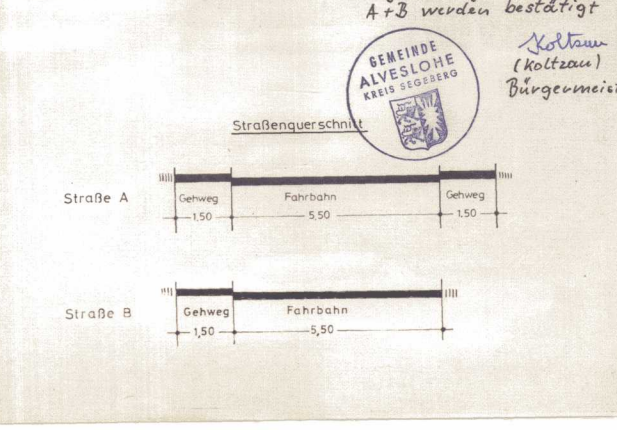 A+B werden bestätigt
Koltzau
(Koltzau)
Bürgermeist
GEMEINDE
ALVESLOHE
KREIS SEGEBERG
Straßenquerschnitt
Straße A
Gehweg Fahrbahn Gehweg
1,50 5,50 1,50
Straße B
Gehweg Fahrbahn
1,50 5,50